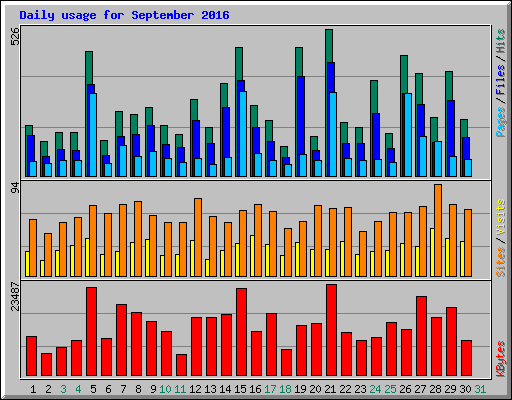 Daily usage for September 2016
526
Pages / Files / Hits
94
Sites / Visits
23487
KBytes
1 2 3 4 5 6 7 8 9 10 11 12 13 14 15 16 17 18 19 20 21 22 23 24 25 26 27 28 29 30 31